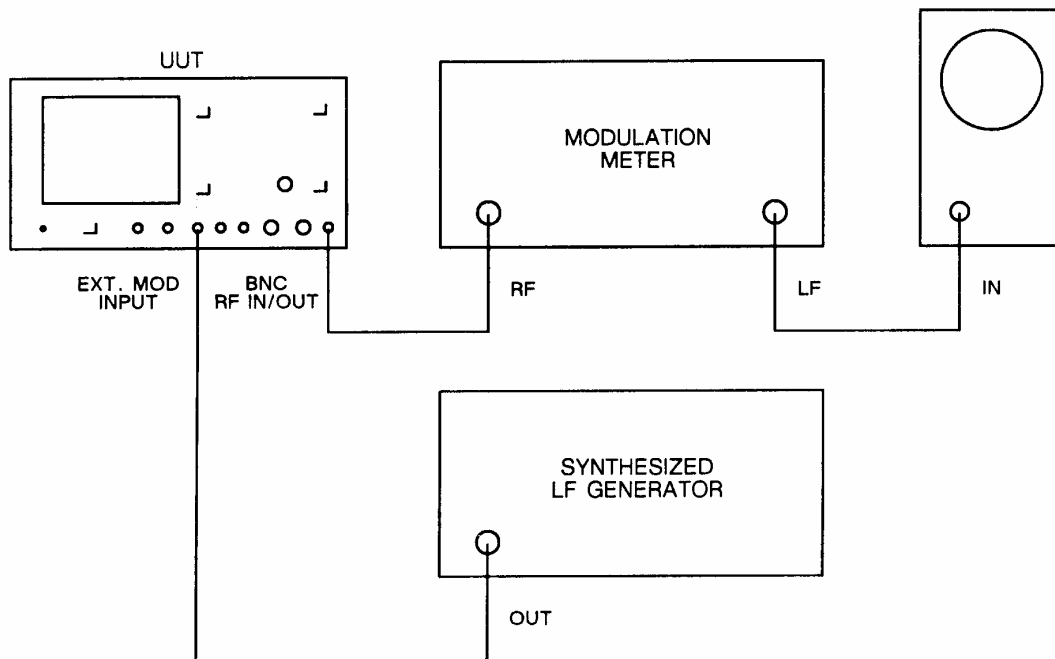 UUT
MODULATION
METER
EXT. MOD
INPUT
BNC
RF IN/OUT
RF
LF
IN
SYNTHESIZED
LF GENERATOR
OUT